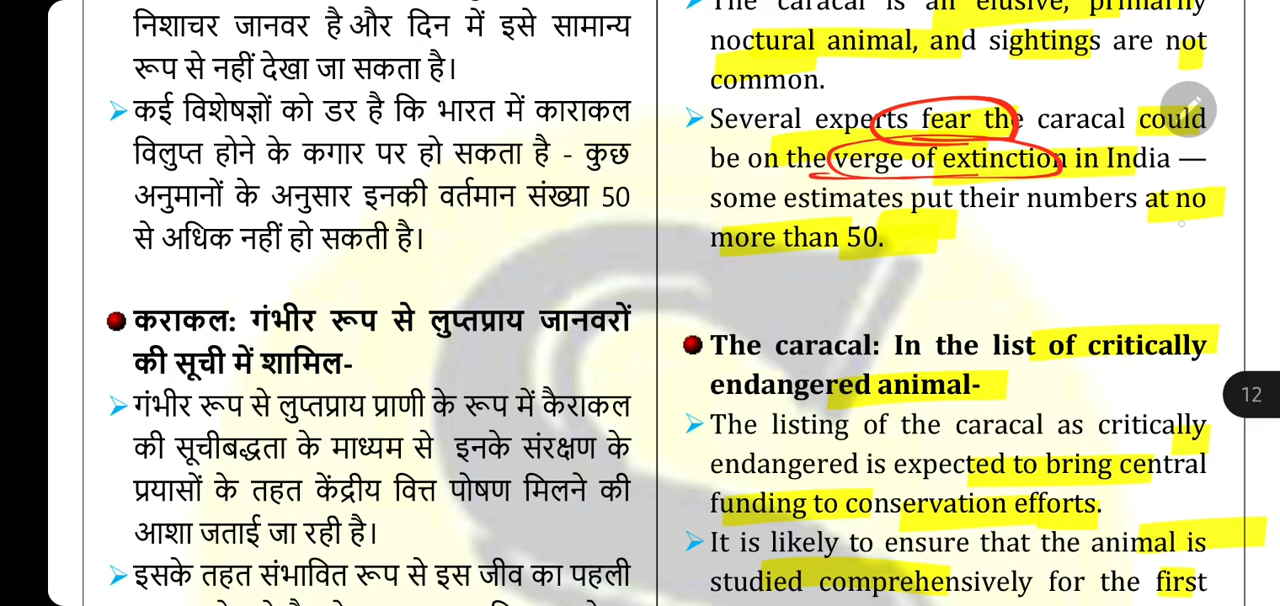 निशाचर जानवर है और दिन में इसे सामान्य
रूप से नहीं देखा जा सकता है।
➢ कई विशेषज्ञों को डर है कि भारत में काराकल
विलुप्त होने के कगार पर हो सकता है - कुछ
अनुमानों के अनुसार इनकी वर्तमान संख्या 50
से अधिक नहीं हो सकती है।
कराकल: गंभीर रूप से लुप्तप्राय जानवरों
की सूची में शामिल-
➢ गंभीर रूप से लुप्तप्राय प्राणी के रूप में कैराकल
की सूचीबद्धता के माध्यम से इनके संरक्षण के
प्रयासों के तहत केंद्रीय वित्त पोषण मिलने की
आशा जताई जा रही है।
➢ इसके तहत संभावित रूप से इस जीव का पहली
➢ The caracal is an elusive, primarily
noctural animal, and sightings are not
common.
➢ Several experts fear the caracal could
be on the verge of extinction in India —
some estimates put their numbers at no
more than 50.
The caracal: In the list of critically
endangered animal-
➢ The listing of the caracal as critically
endangered is expected to bring central
funding to conservation efforts.
➢ It is likely to ensure that the animal is
studied comprehensively for the first
12